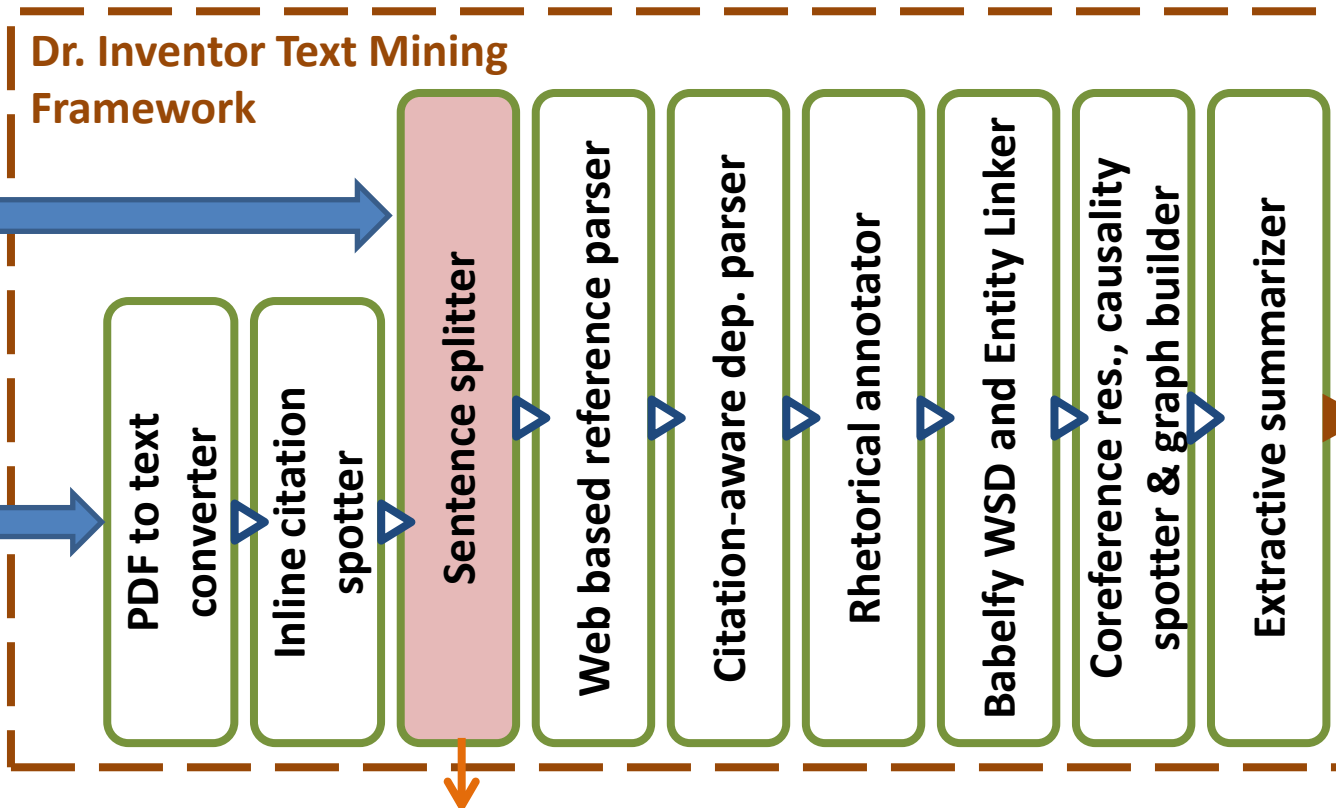 Dr. Inventor Text Mining
Framework
PDF to text
converter
Inline citation
spotter
Sentence splitter
Web based reference parser
Citation-aware dep. parser
Rhetorical annotator
Babelfy WSD and Entity Linker
Coreference res., causality
spotter & graph builder
Extractive summarizer